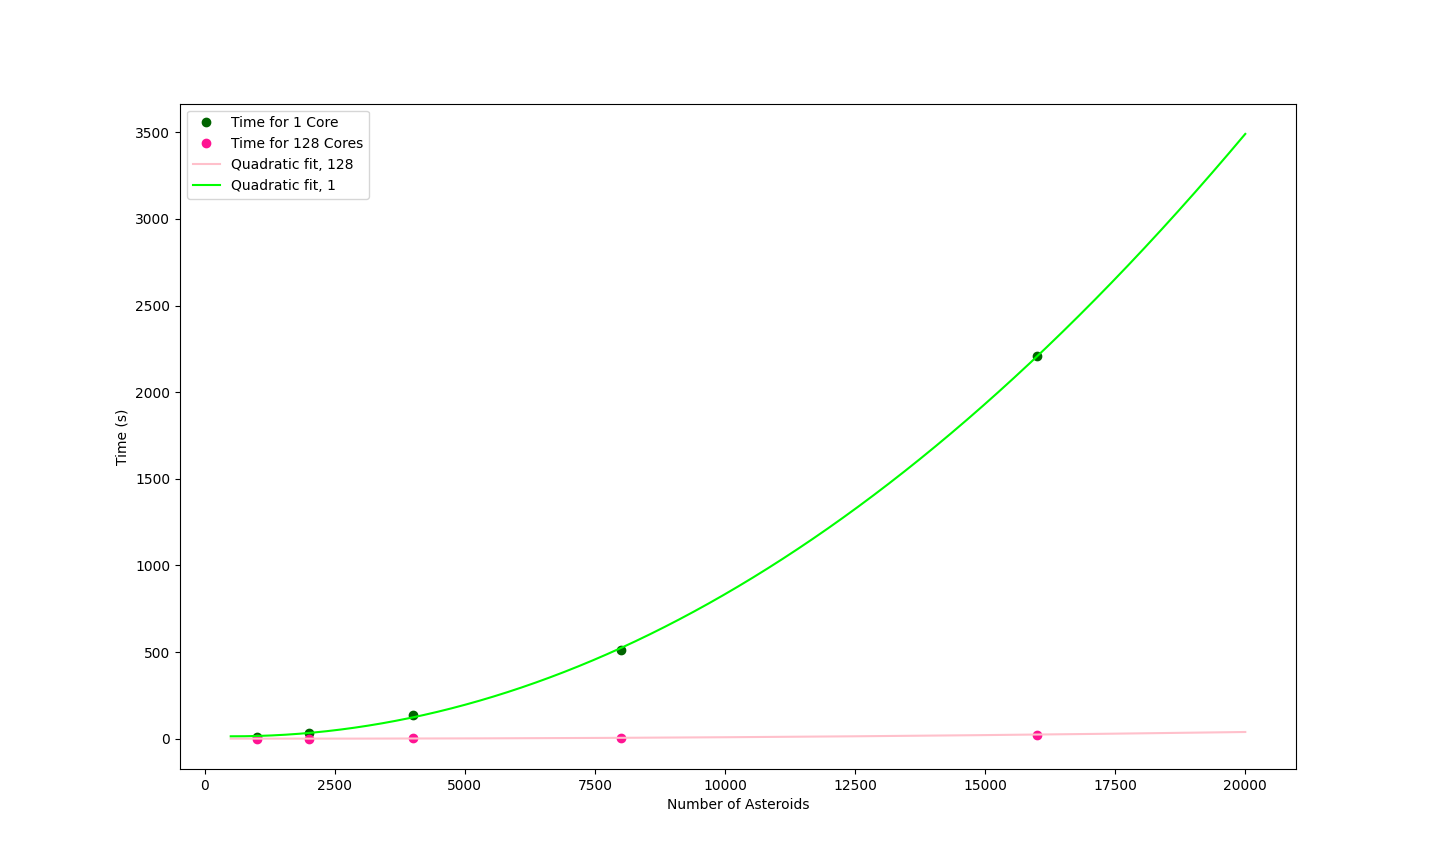 Time for 1 Core
Time for 128 Cores
Quadratic fit, 128
Quadratic fit, 1
3500
3000
2500
2000
1500
1000
500
0
Time (s)
0 2500 5000 7500 10000 12500 15000 17500 20000
Number of Asteroids